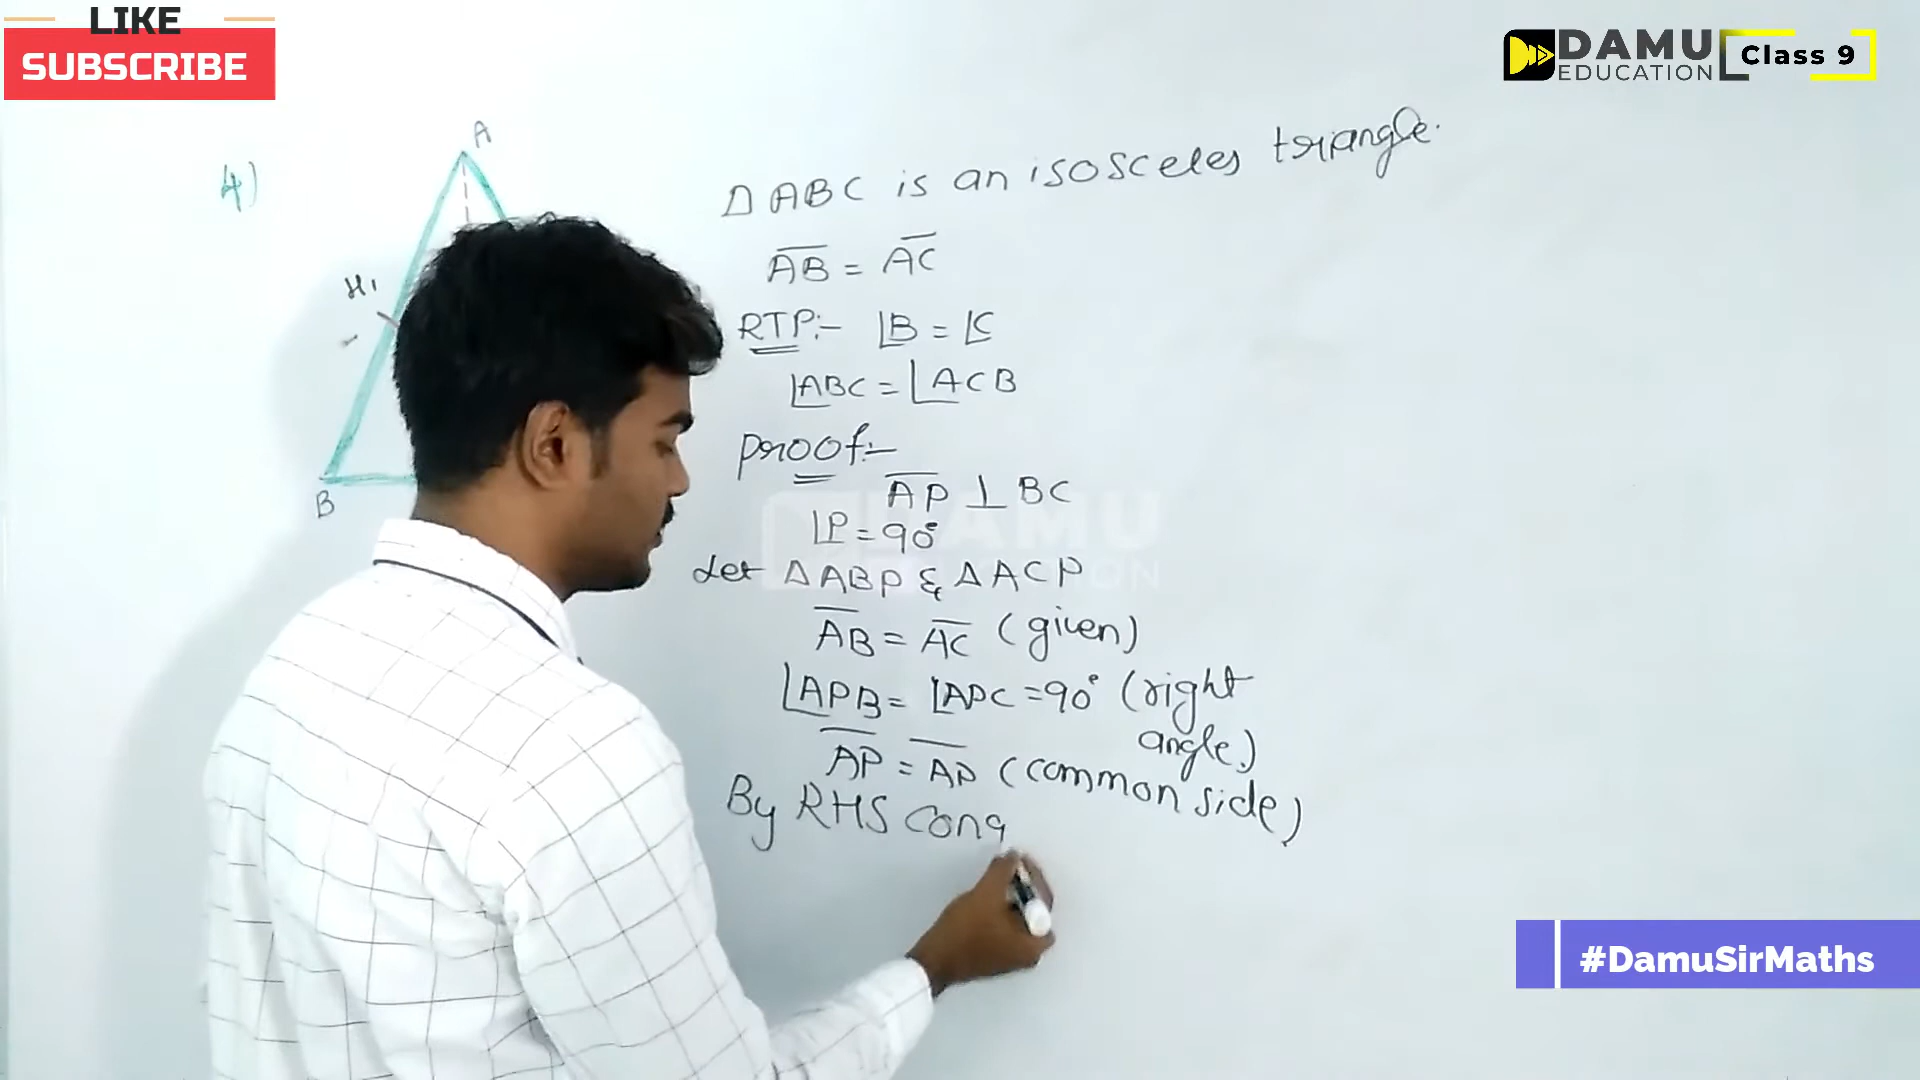 LIKE
SUBSCRIBE
DAMU
EDUCATION
Class 9
4)
A
B
∆ ABC is an isosceles triangle.
AB = AC
RTP:- ∠B = ∠C
∠ABC = ∠ACB
Proof:-
AP ⊥ BC
∠P = 90°
Let ∆ABP & ∆ACP
AB = AC (given)
∠APB = ∠APC = 90° (right
angle)
AP = AP (common side)
By RHS Cong
#DamuSirMaths